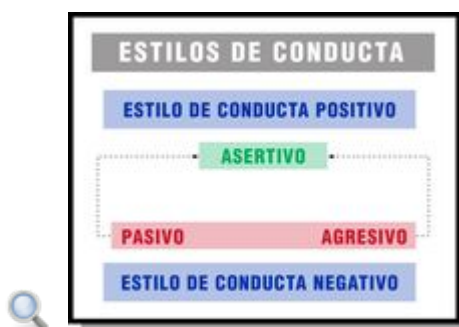 ESTILOS DE CONDUCTA
ESTILO DE CONDUCTA POSITIVO
ASERTIVO
PASIVO AGRESIVO
ESTILO DE CONDUCTA NEGATIVO